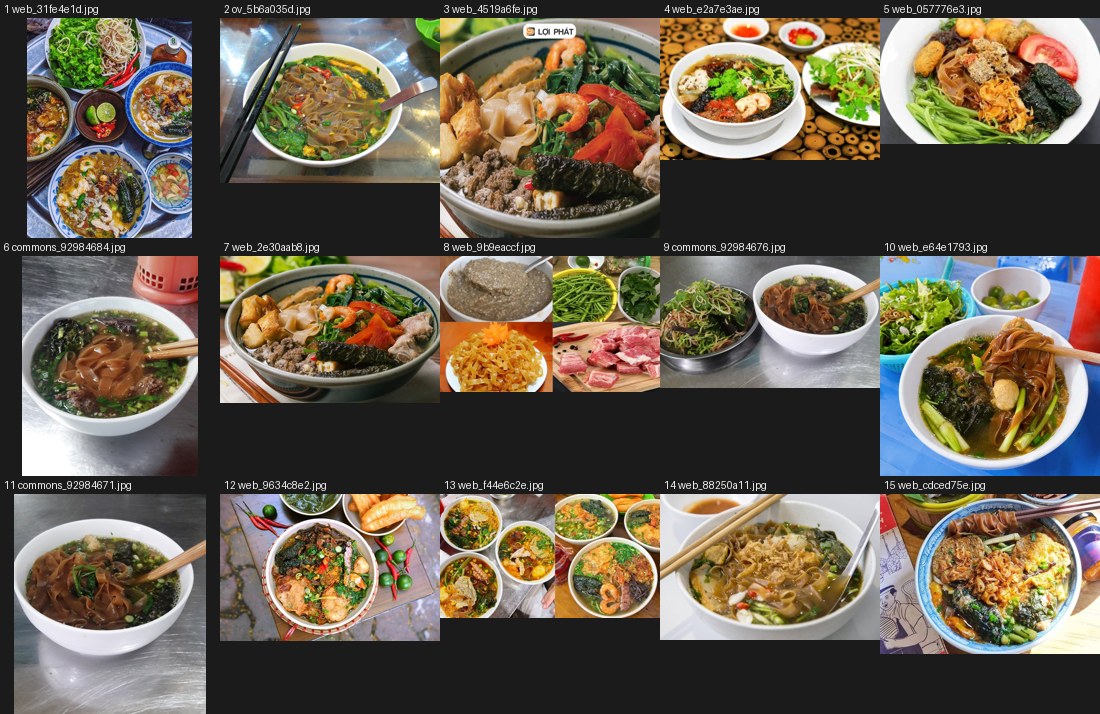 1 web_31fe4e1d.jpg
2 ov_5b6a035d.jpg
3 web_4519a6fe.jpg
4 web_e2a7e3ae.jpg
5 web_057776e3.jpg
LỢI PHÁT
6 commons_92984684.jpg
7 web_2e30aab8.jpg
8 web_9b9eaccf.jpg
9 commons_92984676.jpg
10 web_e64e1793.jpg
11 commons_92984671.jpg
12 web_9634c8e2.jpg
13 web_f44e6c2e.jpg
14 web_88250a11.jpg
15 web_cdced75e.jpg